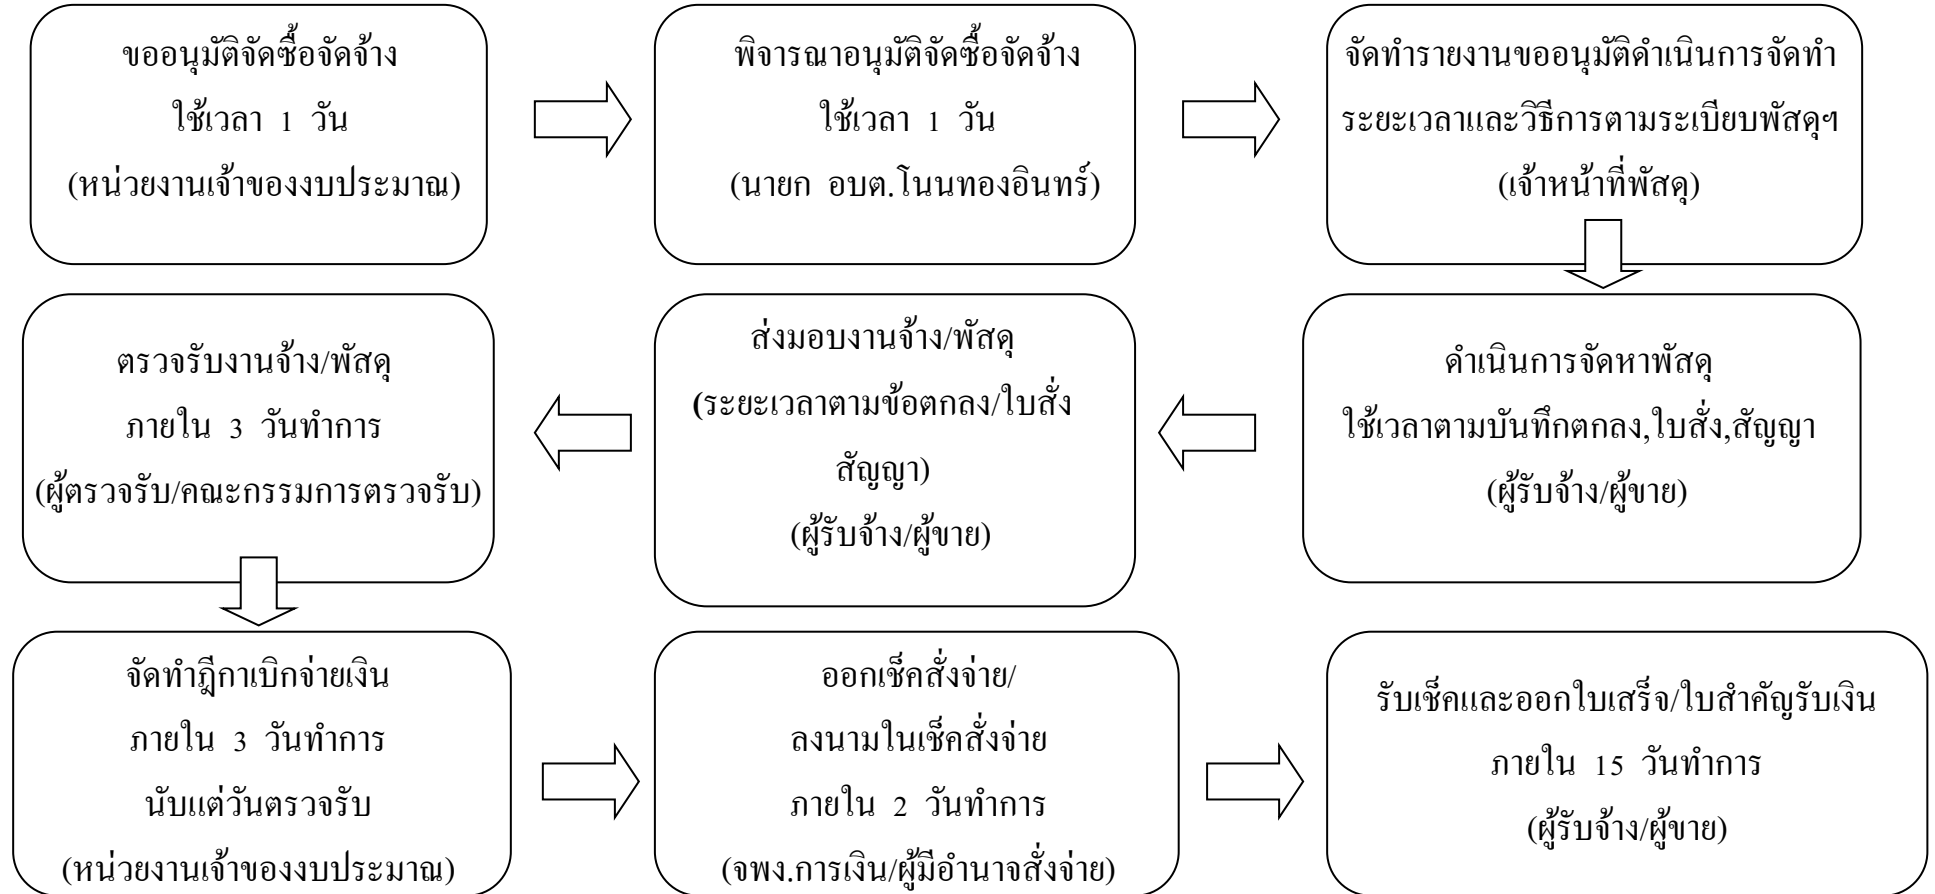 ขออนุมัติจัดซื้อจัดจ้าง
ใช้เวลา 1 วัน
(หน่วยงานเจ้าของงบประมาณ)
พิจารณาอนุมัติจัดซื้อจัดจ้าง
ใช้เวลา 1 วัน
(นายก อบต.โนนทองอินทร์)
จัดทำรายงานขออนุมัติดำเนินการจัดทำ
ระยะเวลาและวิธีการตามระเบียบพัสดุฯ
(เจ้าหน้าที่พัสดุ)
ดำเนินการจัดหาพัสดุ
ใช้เวลาตามบันทึกตกลง,ใบสั่ง,สัญญา
(ผู้รับจ้าง/ผู้ขาย)
ส่งมอบงานจ้าง/พัสดุ
(ระยะเวลาตามข้อตกลง/ใบสั่ง
สัญญา)
(ผู้รับจ้าง/ผู้ขาย)
ตรวจรับงานจ้าง/พัสดุ
ภายใน 3 วันทำการ
(ผู้ตรวจรับ/คณะกรรมการตรวจรับ)
จัดทำฎีกาเบิกจ่ายเงิน
ภายใน 3 วันทำการ
นับแต่วันตรวจรับ
(หน่วยงานเจ้าของงบประมาณ)
ออกเช็คสั่งจ่าย/
ลงนามในเช็คสั่งจ่าย
ภายใน 2 วันทำการ
(จพง.การเงิน/ผู้มีอำนาจสั่งจ่าย)
รับเช็คและออกใบเสร็จ/ใบสำคัญรับเงิน
ภายใน 15 วันทำการ
(ผู้รับจ้าง/ผู้ขาย)